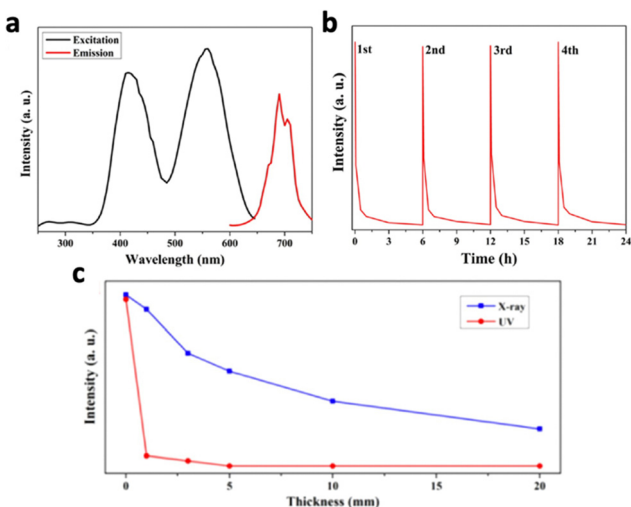 a
Excitation
Emission
Intensity (a. u.)
300 400 500 600 700
Wavelength (nm)
b
1st 2nd 3rd 4th
Intensity (a. u.)
0 3 6 9 12 15 18 21 24
Time (h)
c
X-ray
UV
Intensity (a. u.)
0 5 10 15 20
Thickness (mm)